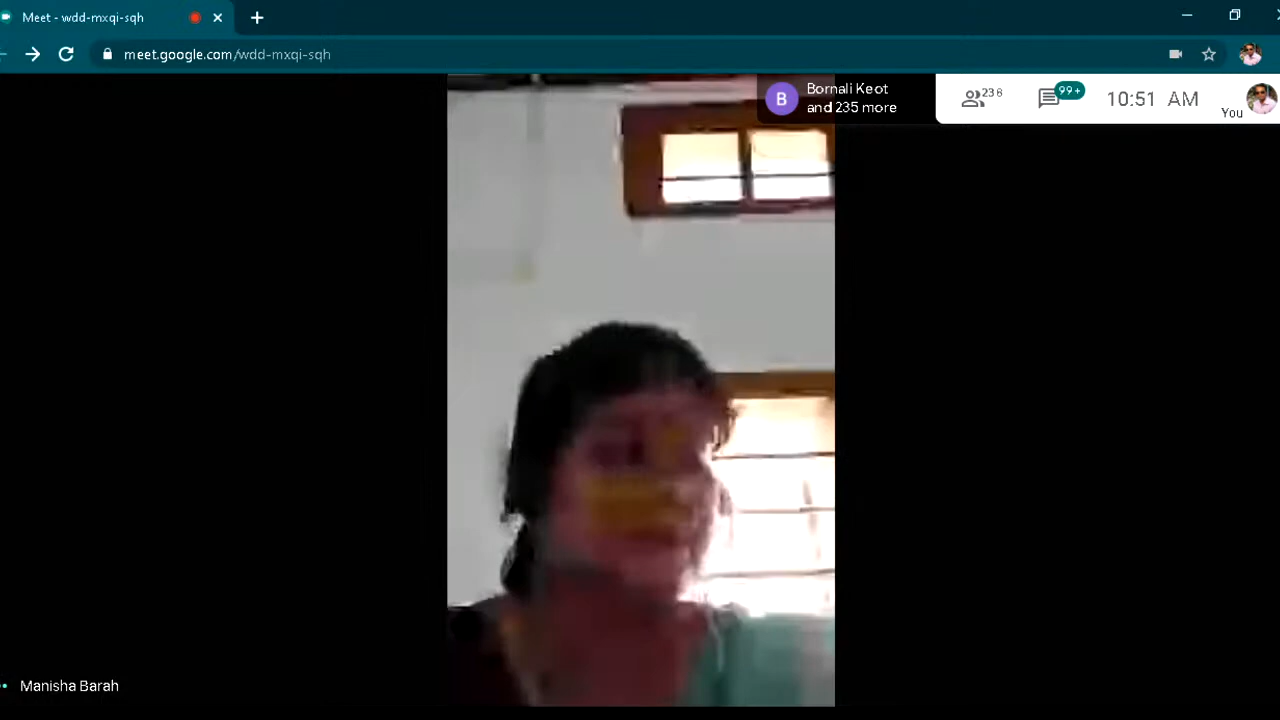 Meet - wdd-mxqi-sqh
meet.google.com/wdd-mxqi-sqh
B
Bornali Keot
and 235 more
236
99+
10:51 AM
You
Manisha Barah